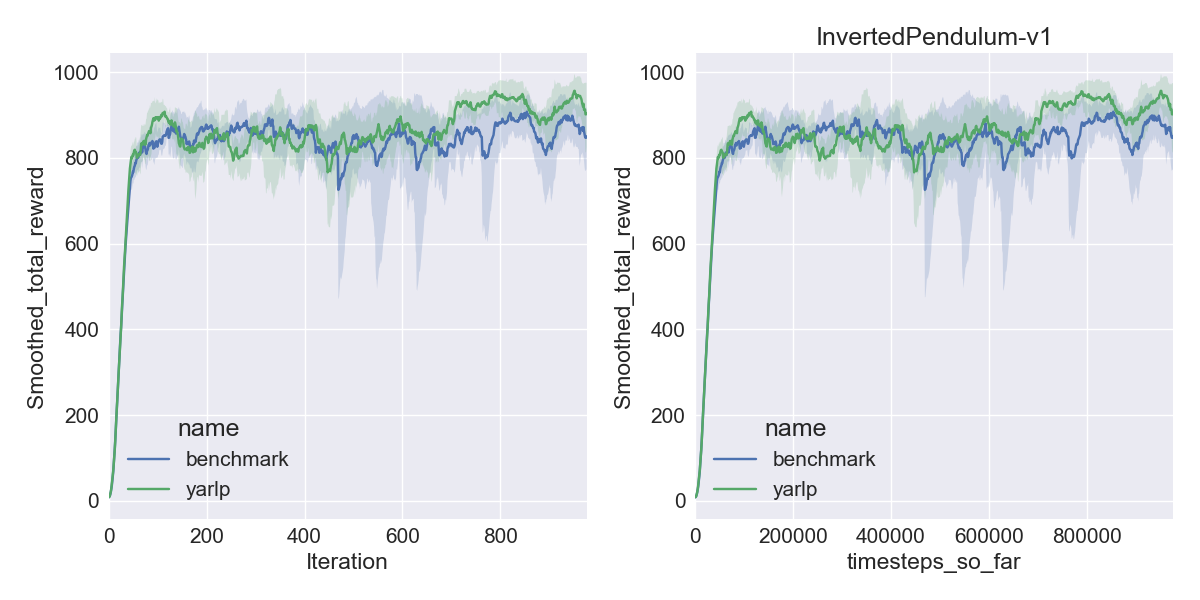 InvertedPendulum-v1
Smoothed_total_reward
1000
800
600
400
200
0
name
benchmark
yarlp
0 200 400 600 800
Iteration
Smoothed_total_reward
1000
800
600
400
200
0
name
benchmark
yarlp
0 200000 400000 600000 800000
timesteps_so_far